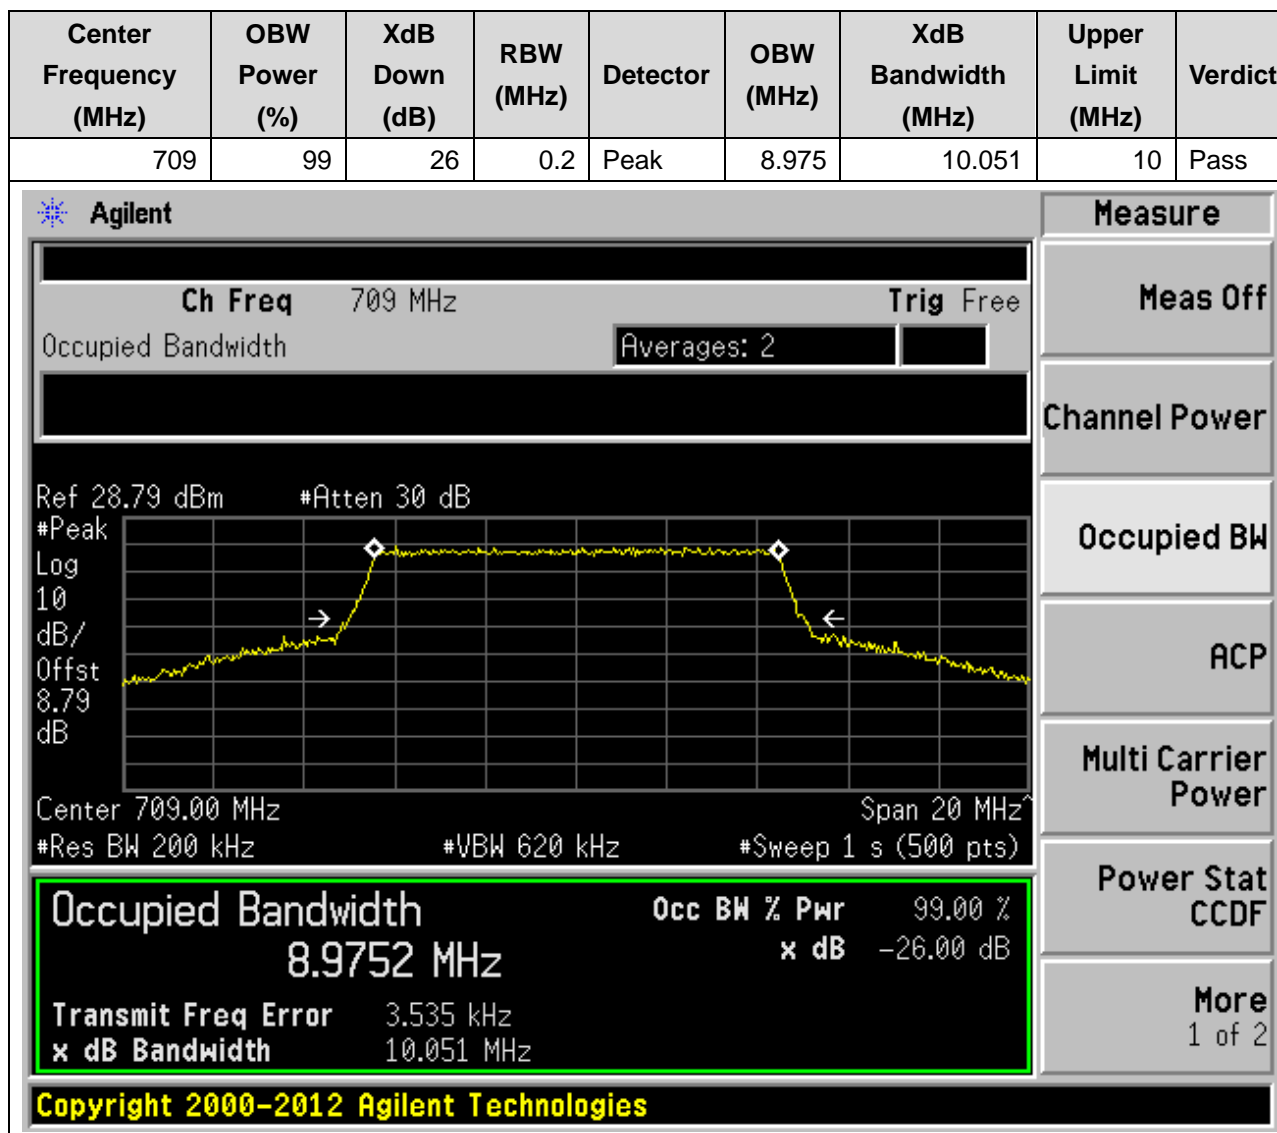 Center Frequency (MHz) OBW Power (%) XdB Down (dB) RBW (MHz) Detector OBW (MHz) XdB Bandwidth (MHz) Upper Limit (MHz) Verdict
709 99 26 0.2 Peak 8.975 10.051 10 Pass
Agilent
Measure
Ch Freq 709 MHz Trig Free
Meas Off
Occupied Bandwidth Averages: 2
Channel Power
Ref 28.79 dBm #Atten 30 dB
#Peak
Log
10
dB/
Offst
8.79
dB
Occupied BW
ACP
Multi Carrier
Power
Center 709.00 MHz Span 20 MHz^
#Res BW 200 kHz #VBW 620 kHz #Sweep 1 s (500 pts)
Power Stat
CCDF
Occupied Bandwidth Occ BW % Pwr 99.00 %
8.9752 MHz x dB -26.00 dB
Transmit Freq Error 3.535 kHz
x dB Bandwidth 10.051 MHz
More
1 of 2
Copyright 2000-2012 Agilent Technologies